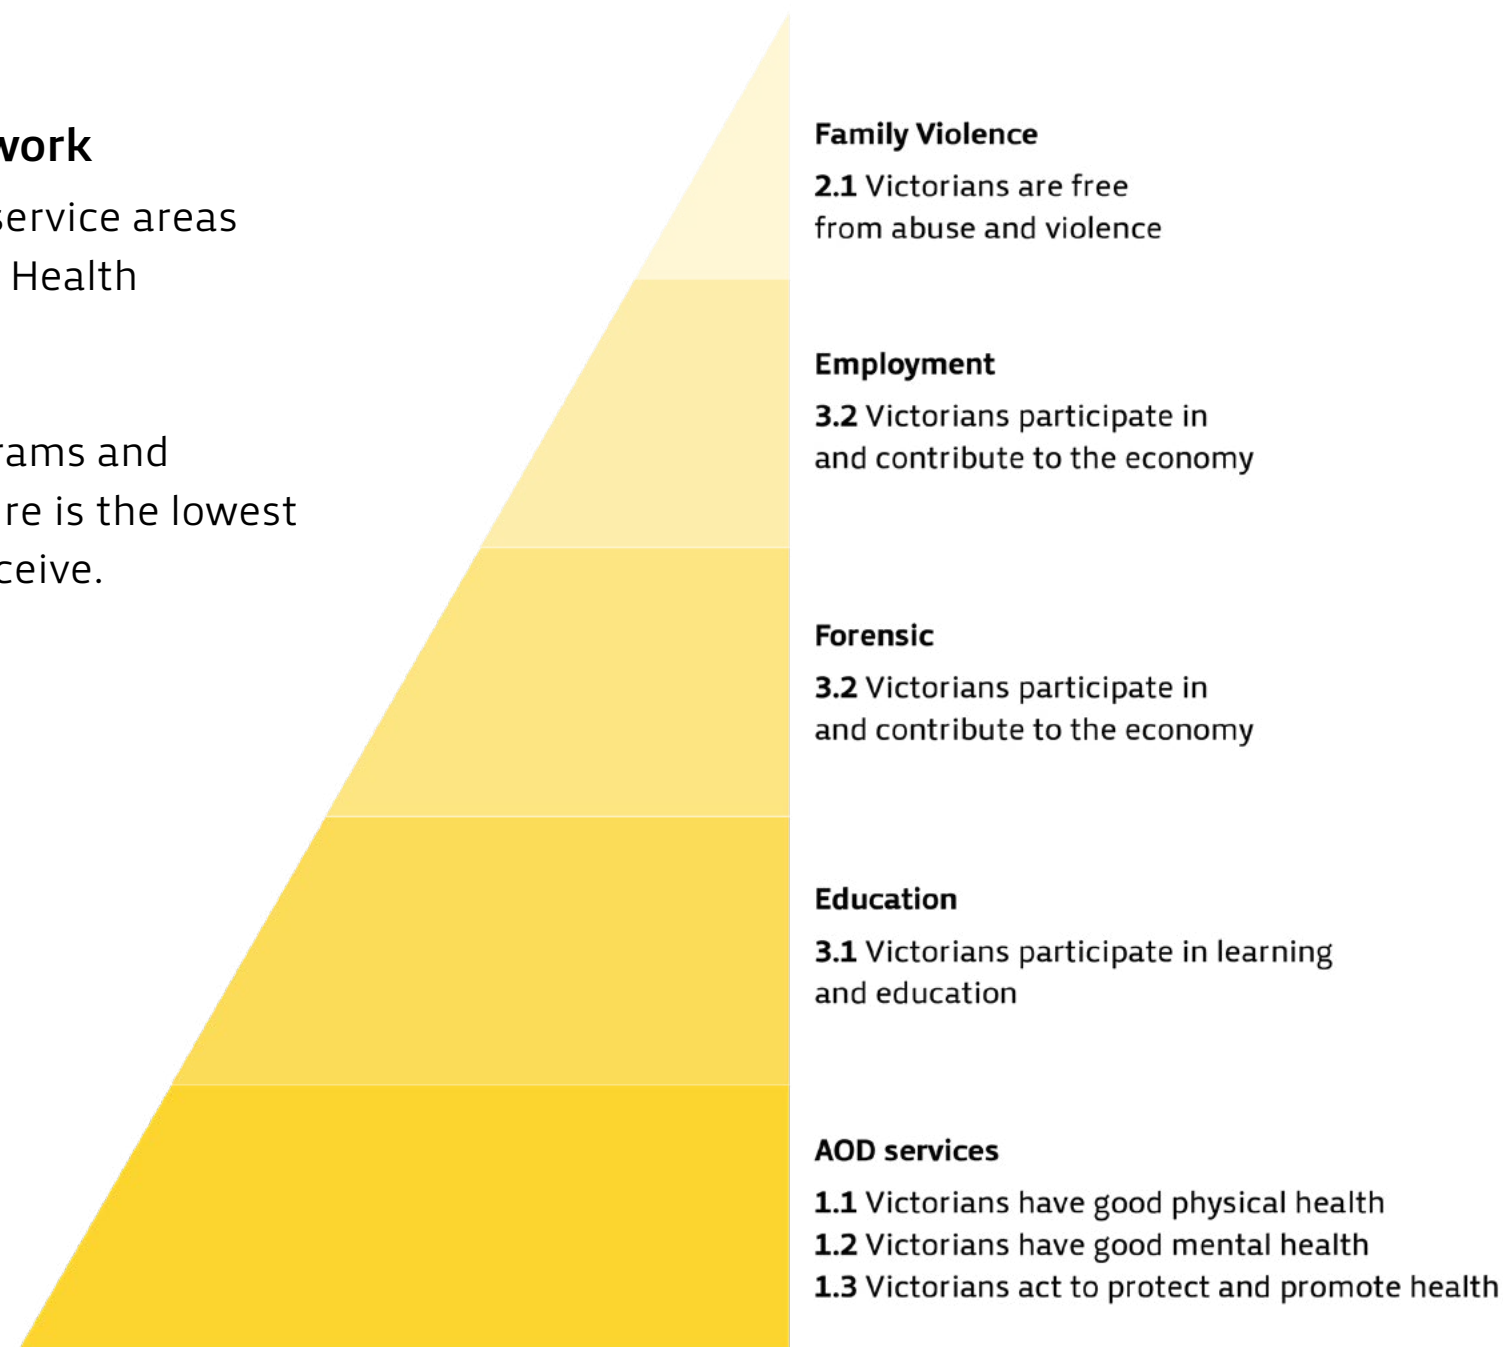 work
service areas
Health
rams and
re is the lowest
ceive.
Family Violence
2.1 Victorians are free
from abuse and violence
Employment
3.2 Victorians participate in
and contribute to the economy
Forensic
3.2 Victorians participate in
and contribute to the economy
Education
3.1 Victorians participate in learning
and education
AOD services
1.1 Victorians have good physical health
1.2 Victorians have good mental health
1.3 Victorians act to protect and promote health